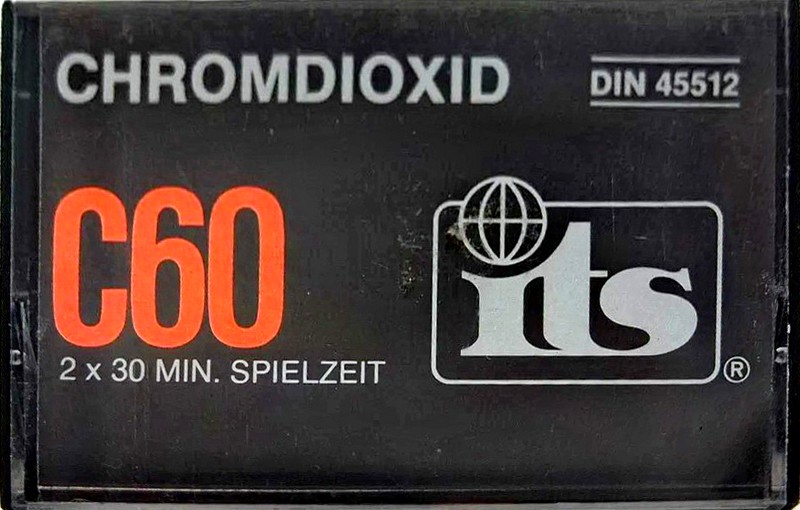 CHROMDIOXID
DIN 45512
C60
2 x 30 MIN. SPIELZEIT
its
®